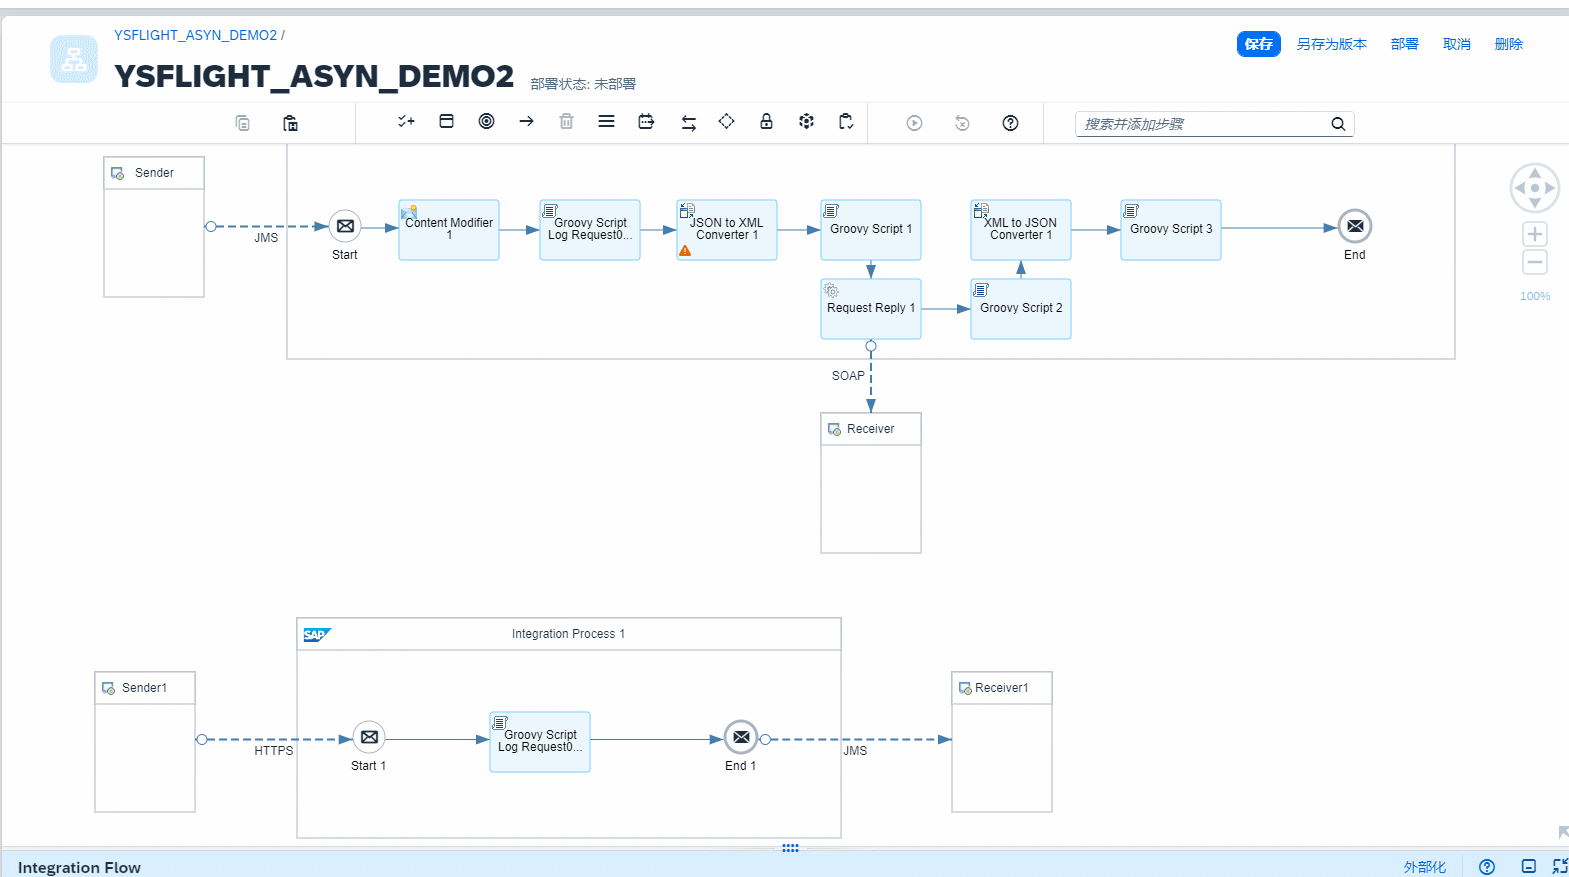 YSFLIGHT_ASYN_DEMO2 /
YSFLIGHT_ASYN_DEMO2
部署状态: 未部署
保存
另存为版本
部署
取消
删除
搜索并添加步骤
Sender
JMS
Start
Content Modifier
1
Groovy Script
Log Request0...
JSON to XML
Converter 1
Groovy Script 1
XML to JSON
Converter 1
Groovy Script 3
End
Request Reply 1
Groovy Script 2
100%
SOAP
Receiver
SAP
Integration Process 1
Sender1
HTTPS
Start 1
Groovy Script
Log Request0...
End 1
JMS
Receiver1
Integration Flow
外部化